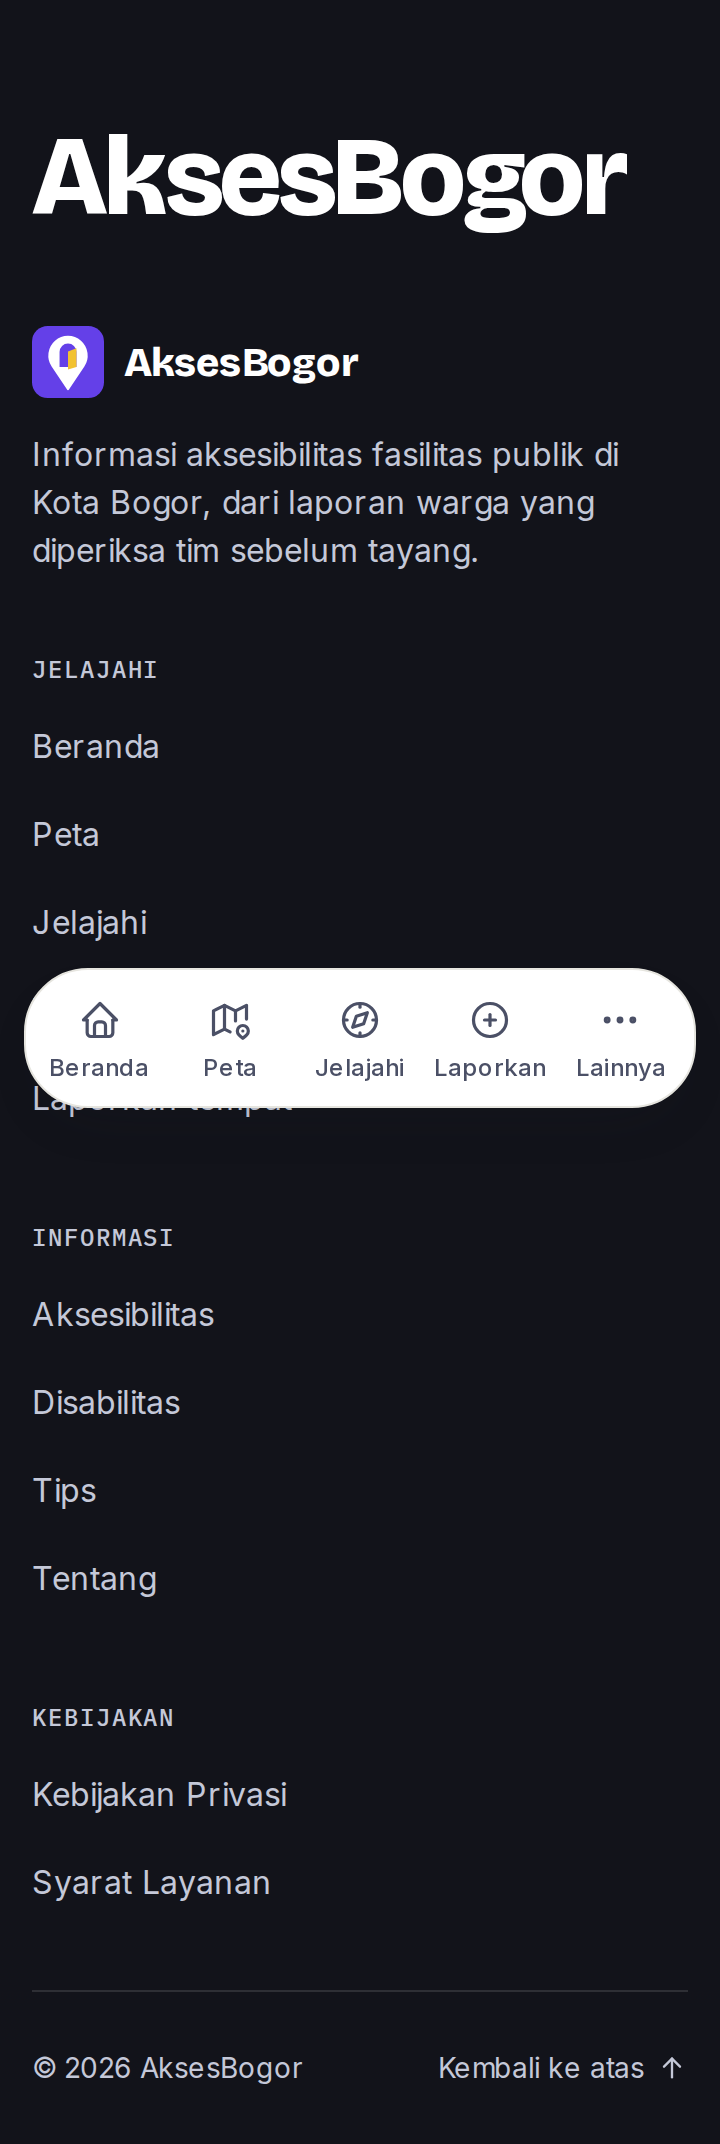 AksesBogor
AksesBogor
Informasi aksesibilitas fasilitas publik di
Kota Bogor, dari laporan warga yang
diperiksa tim sebelum tayang.
JELAJAHI
Beranda
Peta
Jelajahi
Beranda Peta Jelajahi Laporkan Lainnya
Laporkan tempat
INFORMASI
Aksesibilitas
Disabilitas
Tips
Tentang
KEBIJAKAN
Kebijakan Privasi
Syarat Layanan
© 2026 AksesBogor Kembali ke atas ↑